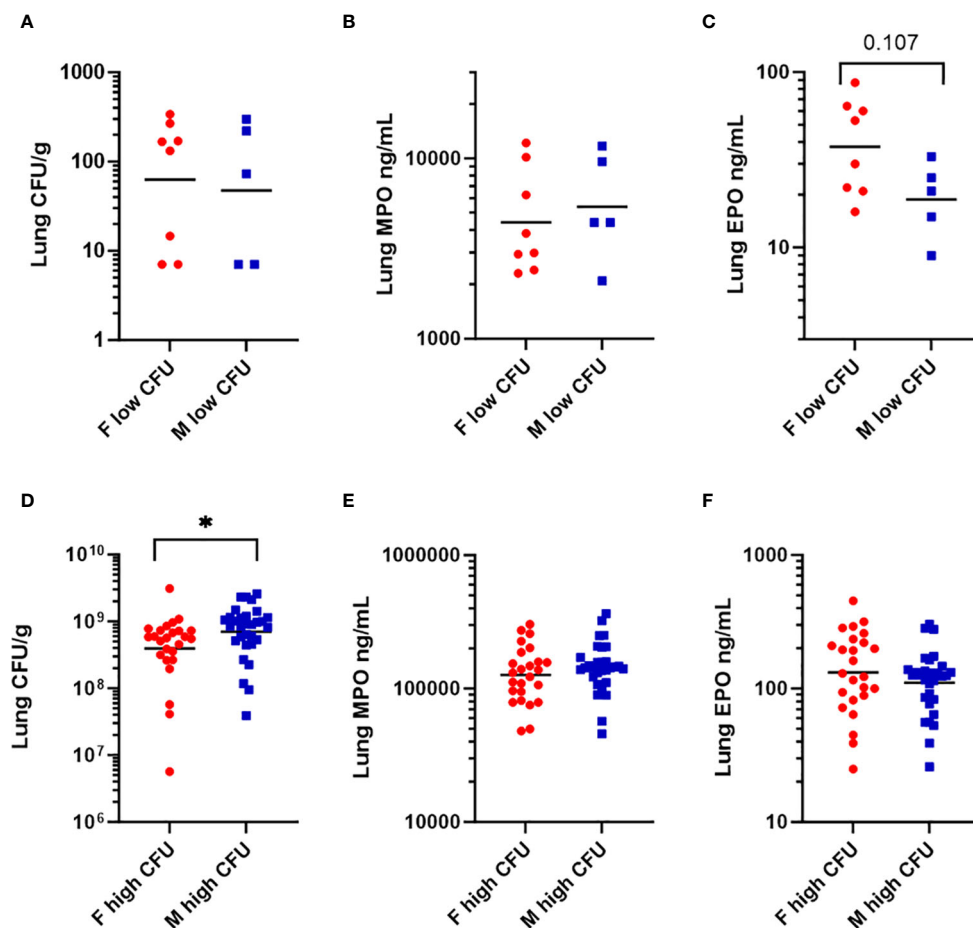 A
Lung CFU/g
1000
100
10
1
F low CFU
M low CFU
B
Lung MPO ng/mL
10000
1000
F low CFU
M low CFU
C
0.107
Lung EPO ng/mL
100
10
F low CFU
M low CFU
D
*
Lung CFU/g
10¹⁰
10⁹
10⁸
10⁷
10⁶
F high CFU
M high CFU
E
Lung MPO ng/mL
1000000
100000
10000
F high CFU
M high CFU
F
Lung EPO ng/mL
1000
100
10
F high CFU
M high CFU